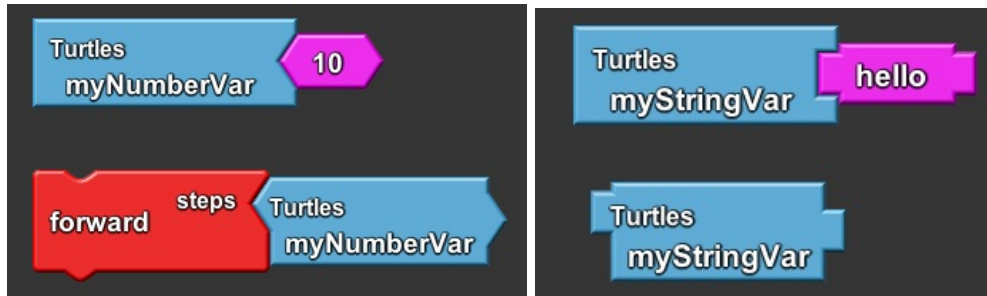 Turtles
myNumberVar
10
forward
steps
Turtles
myNumberVar
Turtles
myStringVar
hello
Turtles
myStringVar